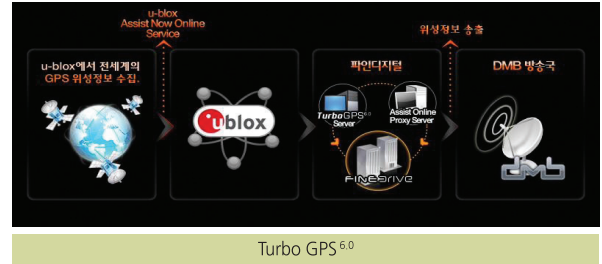 u-blox
Assist Now Online
Service
위성정보 송출
u-blox에서 전세계의
GPS 위성정보 수집.
파인디지털
DMB 방송국
ublox
TurboGPS 6.0
Server
Assist Online
Proxy Server
FINEDRIVE
dmb
Turbo GPS 6.0